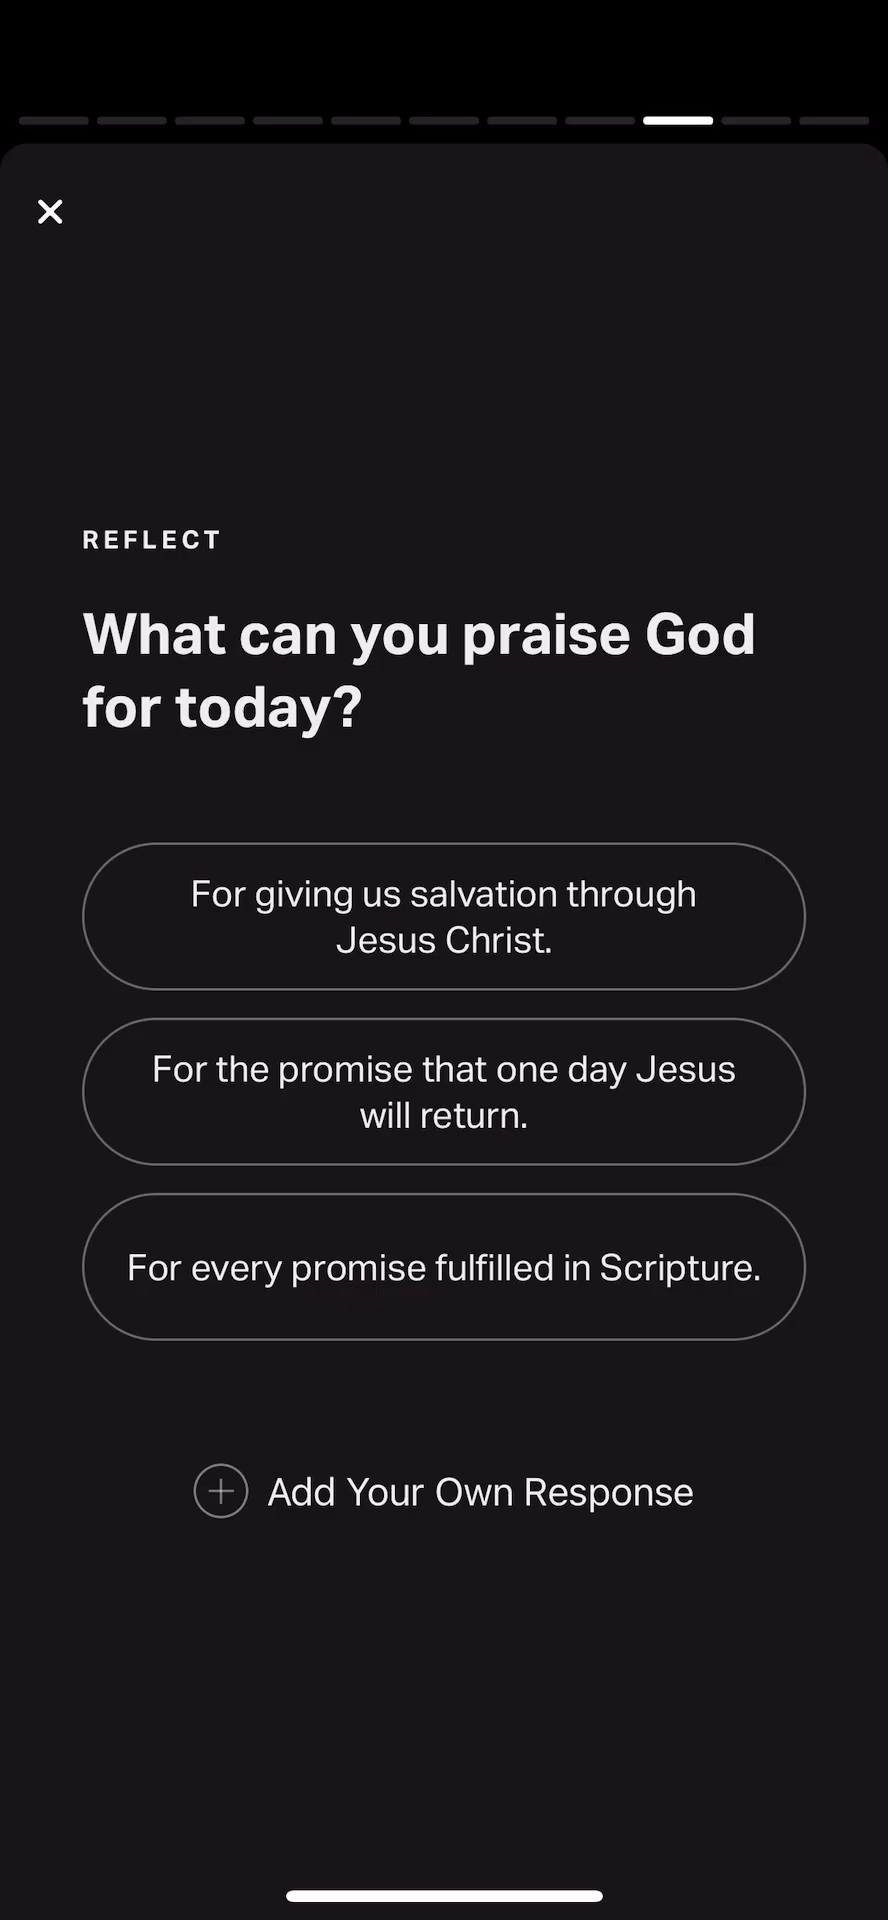 REFLECT
What can you praise God
for today?
For giving us salvation through
Jesus Christ.
For the promise that one day Jesus
will return.
For every promise fulfilled in Scripture.
Add Your Own Response